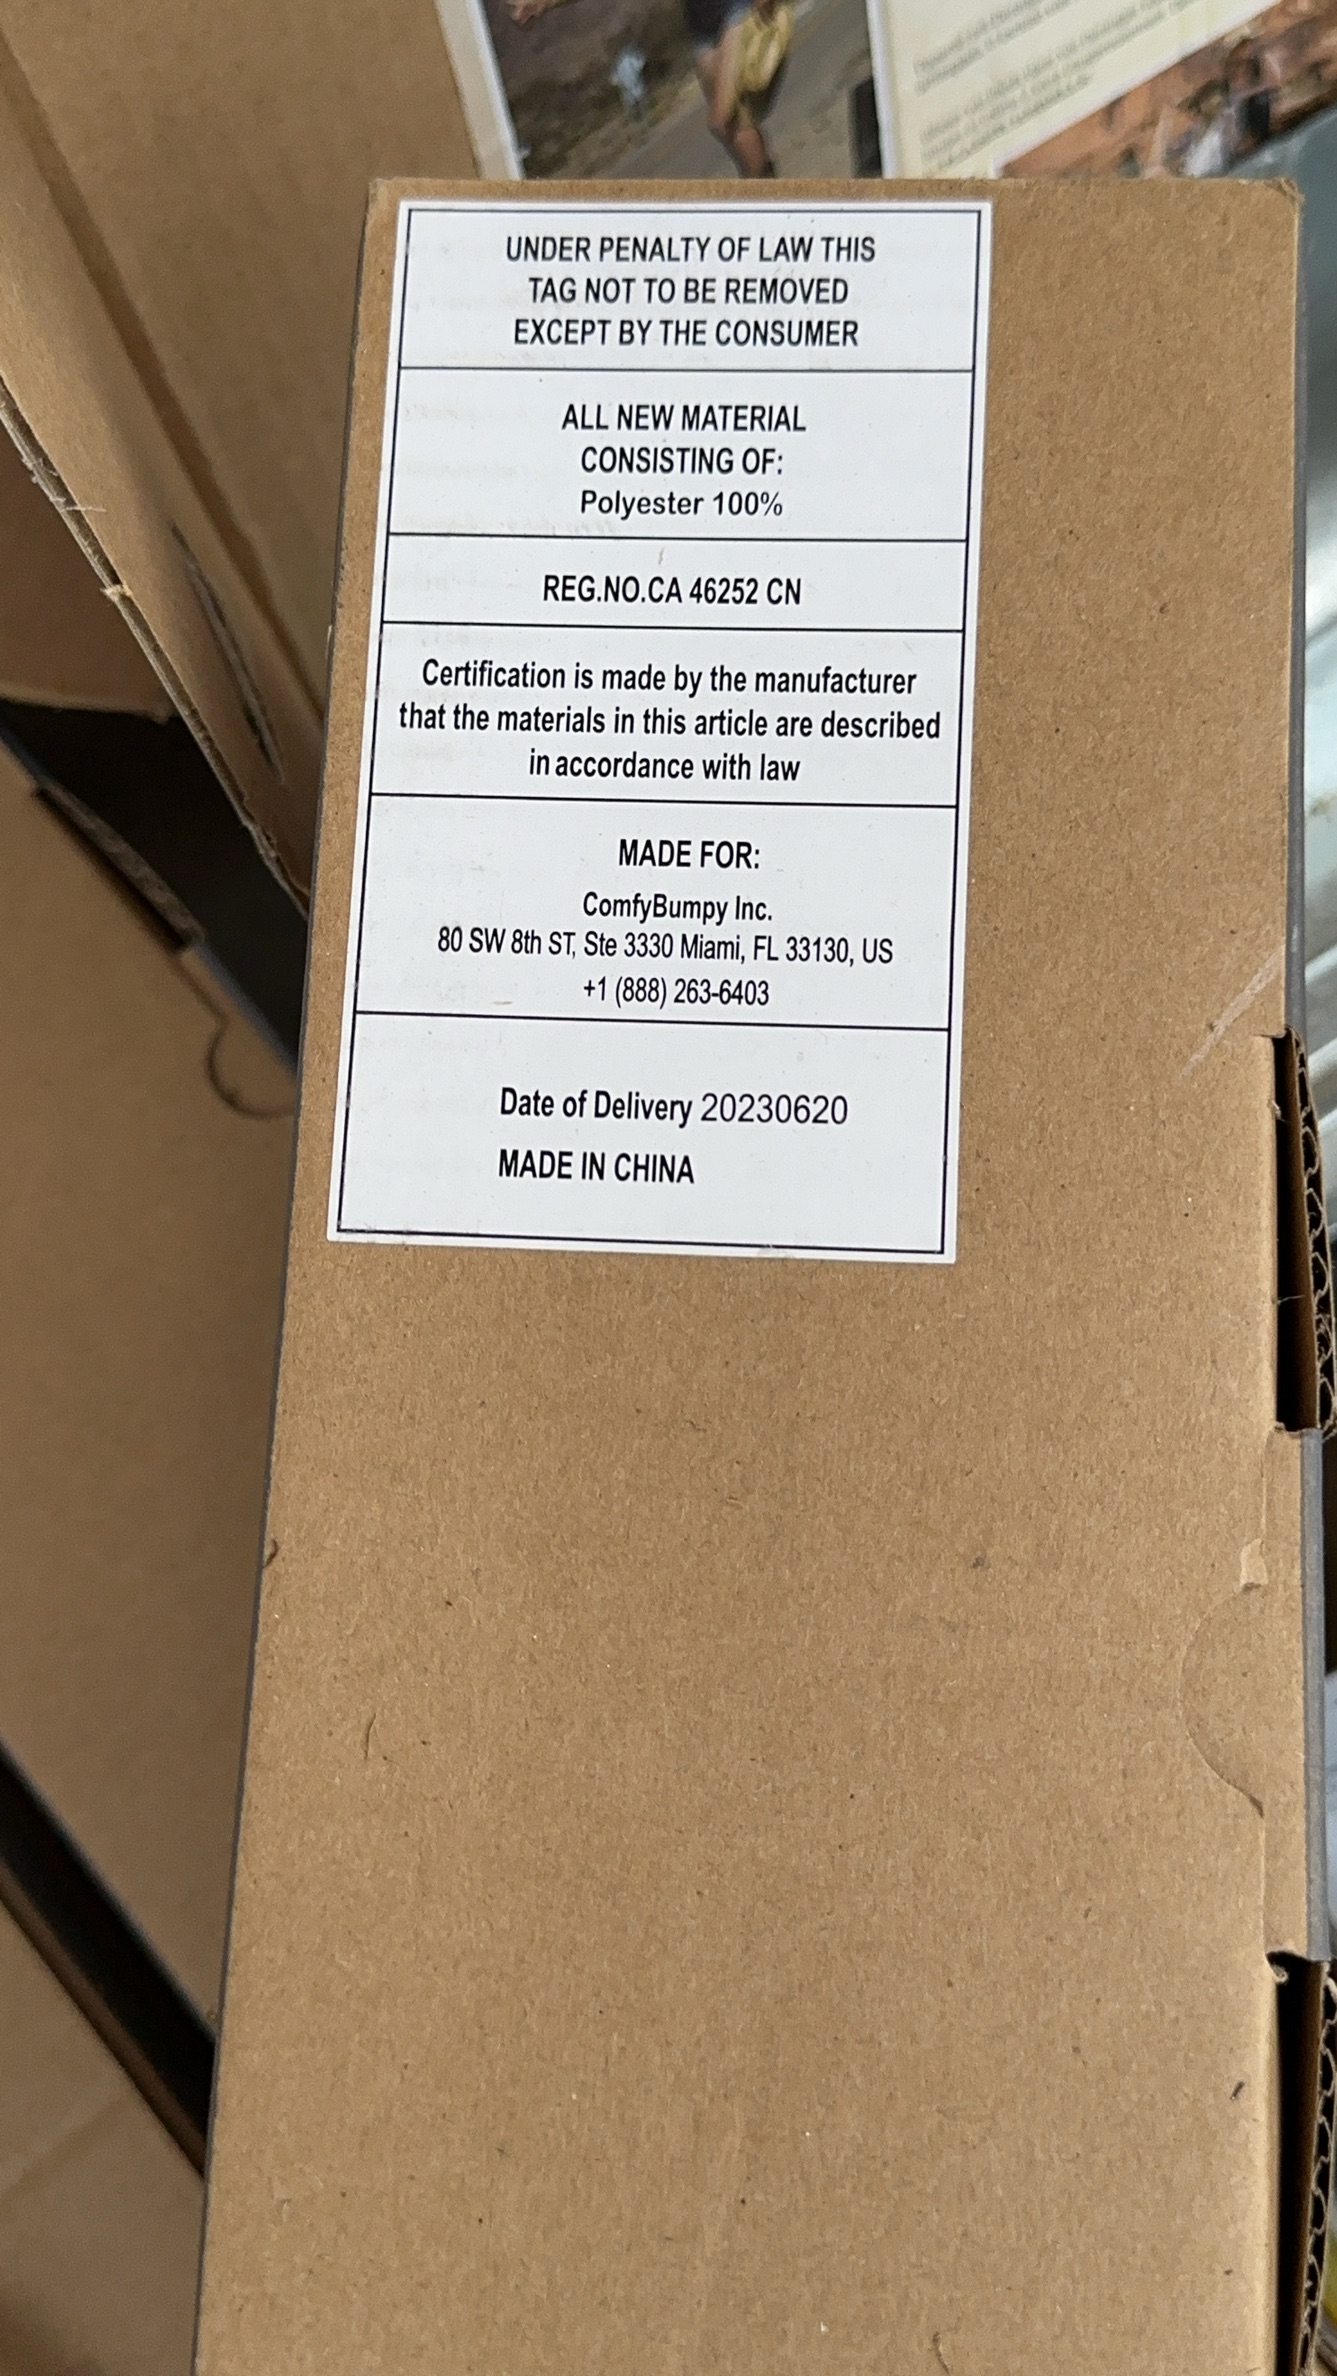 UNDER PENALTY OF LAW THIS
TAG NOT TO BE REMOVED
EXCEPT BY THE CONSUMER
ALL NEW MATERIAL
CONSISTING OF:
Polyester 100%
REG.NO.CA 46252 CN
Certification is made by the manufacturer
that the materials in this article are described
in accordance with law
MADE FOR:
ComfyBumpy Inc.
80 SW 8th ST, Ste 3330 Miami, FL 33130, US
+1 (888) 263-6403
Date of Delivery 20230620
MADE IN CHINA